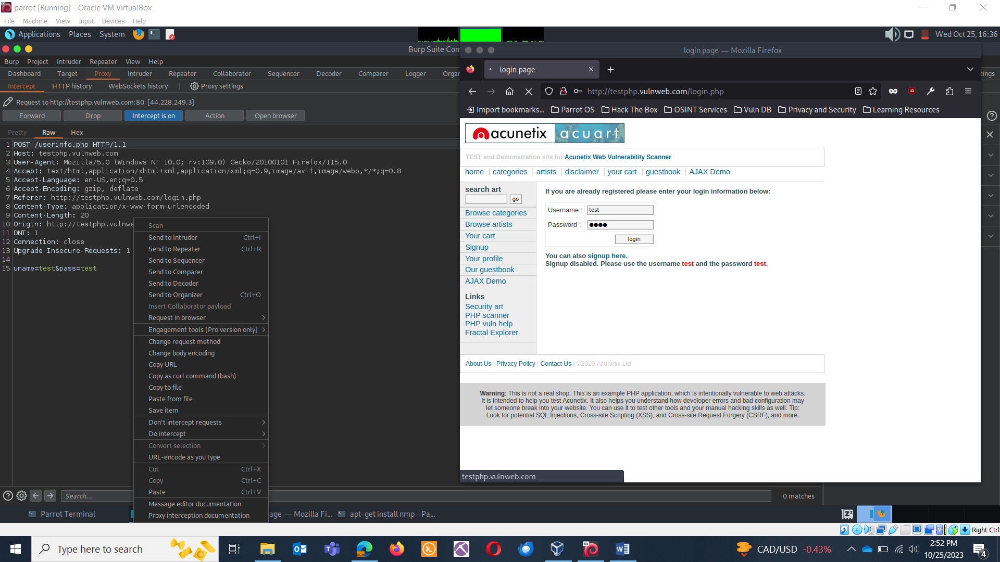 parrot [Running] - Oracle VM VirtualBox
File Machine View Input Devices Help
Applications Places System
Wed Oct 25, 16:36
Burp Suite Com
Burp Project Intruder Repeater View Help
Dashboard Target Proxy Intruder Repeater Collaborator Sequencer Decoder Comparer Logger Organ
tings
Intercept HTTP history WebSockets history Proxy settings
Request to http://testphp.vulnweb.com:80 [44.228.249.3]
Forward Drop Intercept is on Action Open browser
Pretty Raw Hex
1 POST /userinfo.php HTTP/1.1
2 Host: testphp.vulnweb.com
3 User-Agent: Mozilla/5.0 (Windows NT 10.0; rv:109.0) Gecko/20100101 Firefox/115.0
4 Accept: text/html,application/xhtml+xml,application/xml;q=0.9,image/avif,image/webp,*/*;q=0.8
5 Accept-Language: en-US,en;q=0.5
6 Accept-Encoding: gzip, deflate
7 Referer: http://testphp.vulnweb.com/login.php
8 Content-Type: application/x-www-form-urlencoded
9 Content-Length: 20
10 Origin: http://testphp.vulnwe
11 DNT: 1
12 Connection: close
13 Upgrade-Insecure-Requests: 1
14
15 uname=test&pass=test
Scan
Send to Intruder Ctrl+I
Send to Repeater Ctrl+R
Send to Sequencer
Send to Comparer
Send to Decoder
Send to Organizer Ctrl+O
Insert Collaborator payload
Request in browser
Engagement tools [Pro version only]
Change request method
Change body encoding
Copy URL
Copy as curl command (bash)
Copy to file
Paste from file
Save item
Don't intercept requests
Do intercept
Convert selection
URL-encode as you type
Cut Ctrl+X
Copy Ctrl+C
Paste Ctrl+V
Message editor documentation
Proxy interception documentation
Search...
0 matches
login page — Mozilla Firefox
login page
http://testphp.vulnweb.com/login.php
Import bookmarks... Parrot OS Hack The Box OSINT Services Vuln DB Privacy and Security Learning Resources
acunetix acuart
TEST and Demonstration site for Acunetix Web Vulnerability Scanner
home | categories | artists | disclaimer | your cart | guestbook | AJAX Demo
search art
go
Browse categories
Browse artists
Your cart
Signup
Your profile
Our guestbook
AJAX Demo
Links
Security art
PHP scanner
PHP vuln help
Fractal Explorer
If you are already registered please enter your login information below:
Username : test
Password : ●●●●
login
You can also signup here.
Signup disabled. Please use the username test and the password test.
About Us | Privacy Policy | Contact Us | ©2019 Acunetix Ltd
Warning: This is not a real shop. This is an example PHP application, which is intentionally vulnerable to web attacks.
It is intended to help you test Acunetix. It also helps you understand how developer errors and bad configuration may
let someone break into your website. You can use it to test other tools and your manual hacking skills as well. Tip:
Look for potential SQL Injections, Cross-site Scripting (XSS), and Cross-site Request Forgery (CSRF), and more.
testphp.vulnweb.com
Parrot Terminal
age — Mozilla Fi...
apt-get install nmp - Pa...
Right Ctrl
Type here to search
CAD/USD -0.43%
2:52 PM
10/25/2023
4